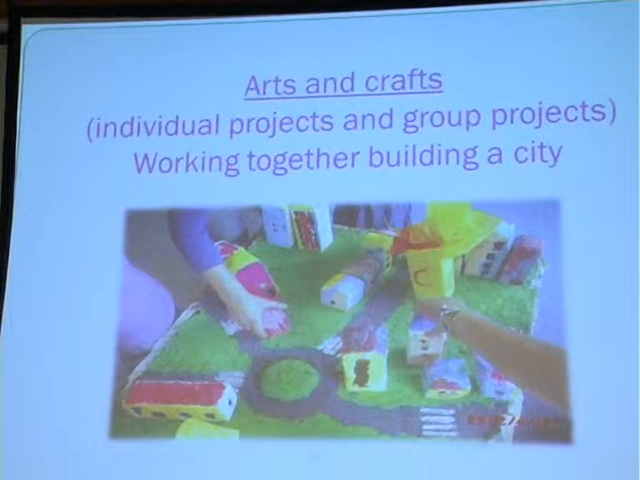 Arts and crafts
(individual projects and group projects)
Working together building a city